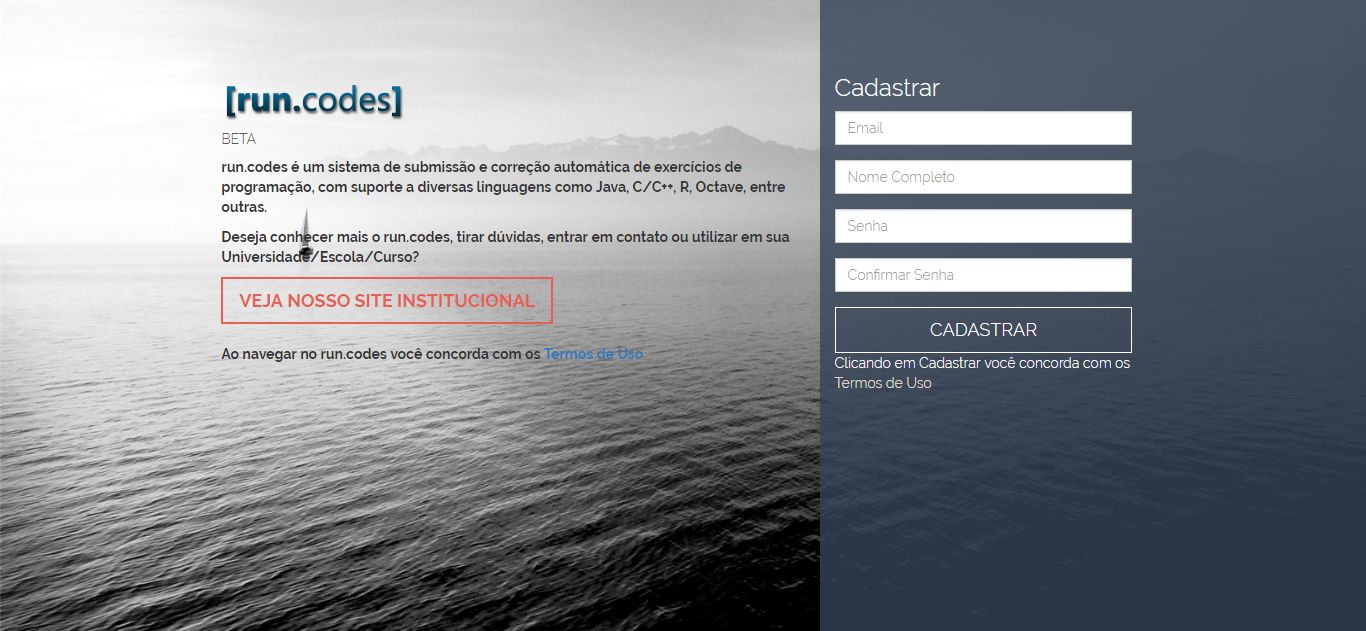 [run.codes]
BETA
run.codes é um sistema de submissão e correção automática de exercícios de
programação, com suporte a diversas linguagens como Java, C/C++, R, Octave, entre
outras.
Deseja conhecer mais o run.codes, tirar dúvidas, entrar em contato ou utilizar em sua
Universidade/Escola/Curso?
VEJA NOSSO SITE INSTITUCIONAL
Ao navegar no run.codes você concorda com os Termos de Uso
Cadastrar
Email
Nome Completo
Senha
Confirmar Senha
CADASTRAR
Clicando em Cadastrar você concorda com os
Termos de Uso